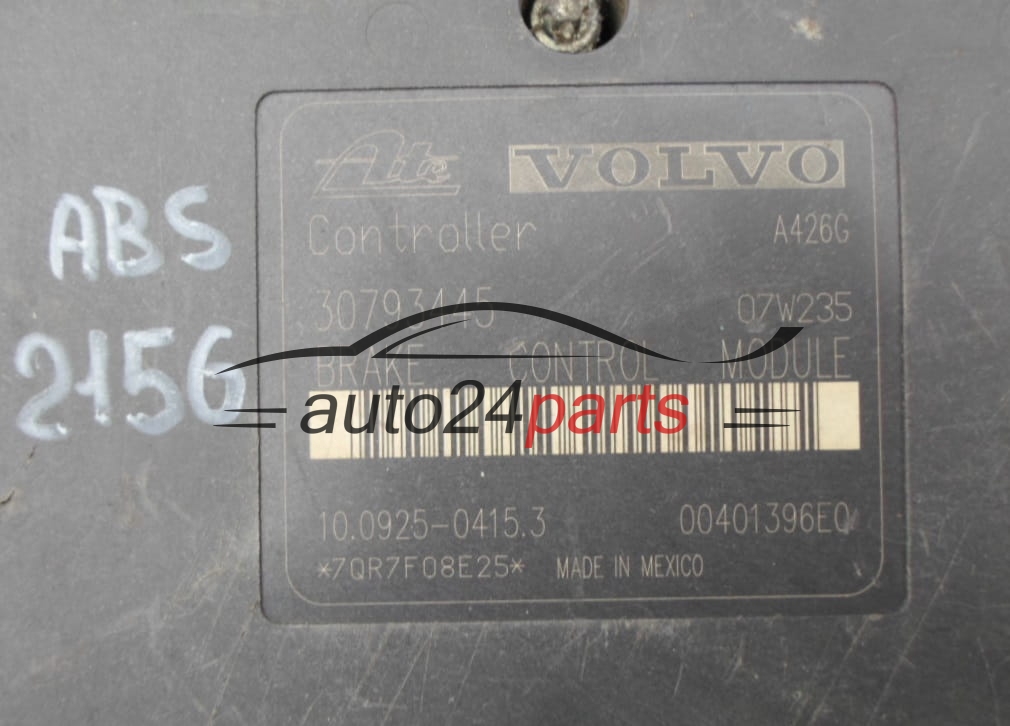 Ate VOLVO
Controller A426G
30793445 07W235
BRAKE CONTROL MODULE
auto24parts
10.0925-0415.3 00401396E0
*7QR7F08E25* MADE IN MEXICO
ABS
2156